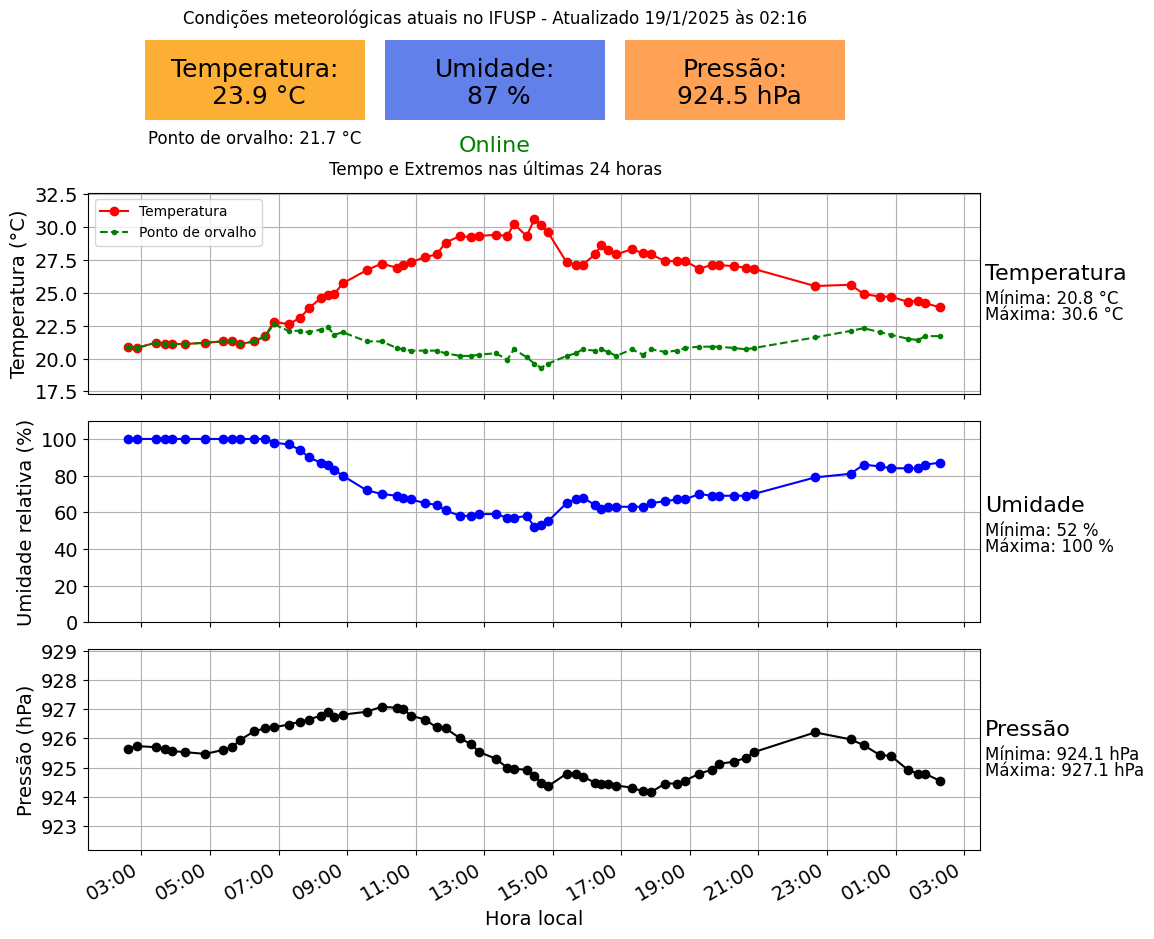 Condições meteorológicas atuais no IFUSP - Atualizado 19/1/2025 às 02:16
Temperatura:
23.9 °C
Umidade:
87 %
Pressão:
924.5 hPa
Ponto de orvalho: 21.7 °C
Online
Tempo e Extremos nas últimas 24 horas
Temperatura (°C)
32.5
30.0
27.5
25.0
22.5
20.0
17.5
Temperatura
Ponto de orvalho
Temperatura
Mínima: 20.8 °C
Máxima: 30.6 °C
Umidade relativa (%)
100
80
60
40
20
0
Umidade
Mínima: 52 %
Máxima: 100 %
Pressão (hPa)
929
928
927
926
925
924
923
Pressão
Mínima: 924.1 hPa
Máxima: 927.1 hPa
03:00 05:00 07:00 09:00 11:00 13:00 15:00 17:00 19:00 21:00 23:00 01:00 03:00
Hora local